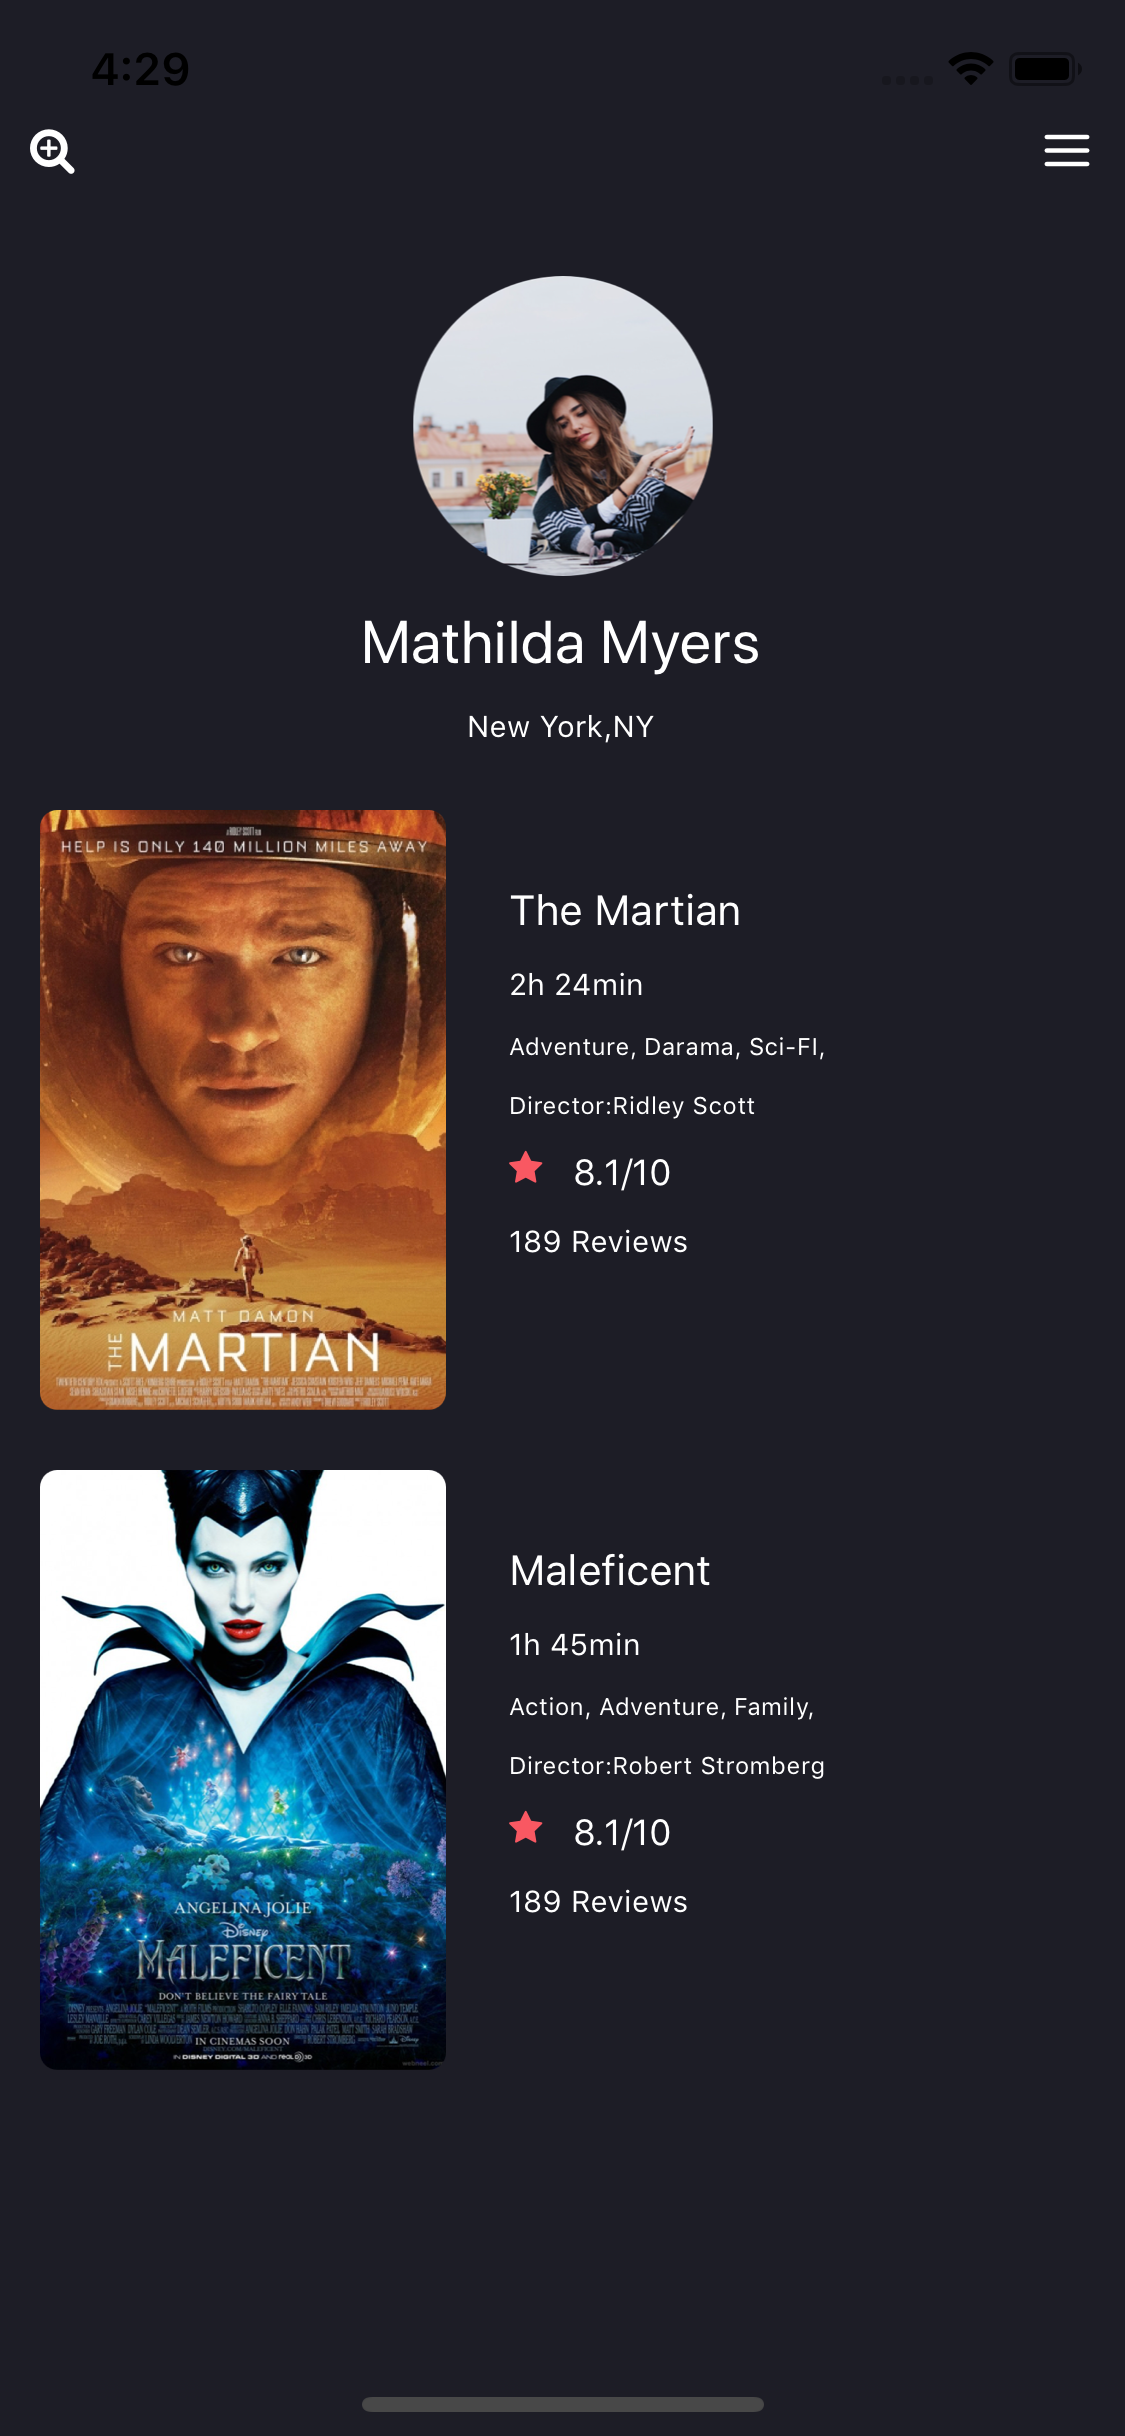 4:29
Mathilda Myers
New York,NY
HELP IS ONLY 140 MILLION MILES AWAY
The Martian
2h 24min
Adventure, Darama, Sci-FI,
Director:Ridley Scott
8.1/10
189 Reviews
MATT DAMON
THE MARTIAN
Maleficent
1h 45min
Action, Adventure, Family,
Director:Robert Stromberg
8.1/10
189 Reviews
ANGELINA JOLIE
DISNEY
MALEFICENT
DON'T BELIEVE THE FAIRY TALE
IN CINEMAS SOON
IN DISNEY DIGITAL 3D AND REAL D 3D